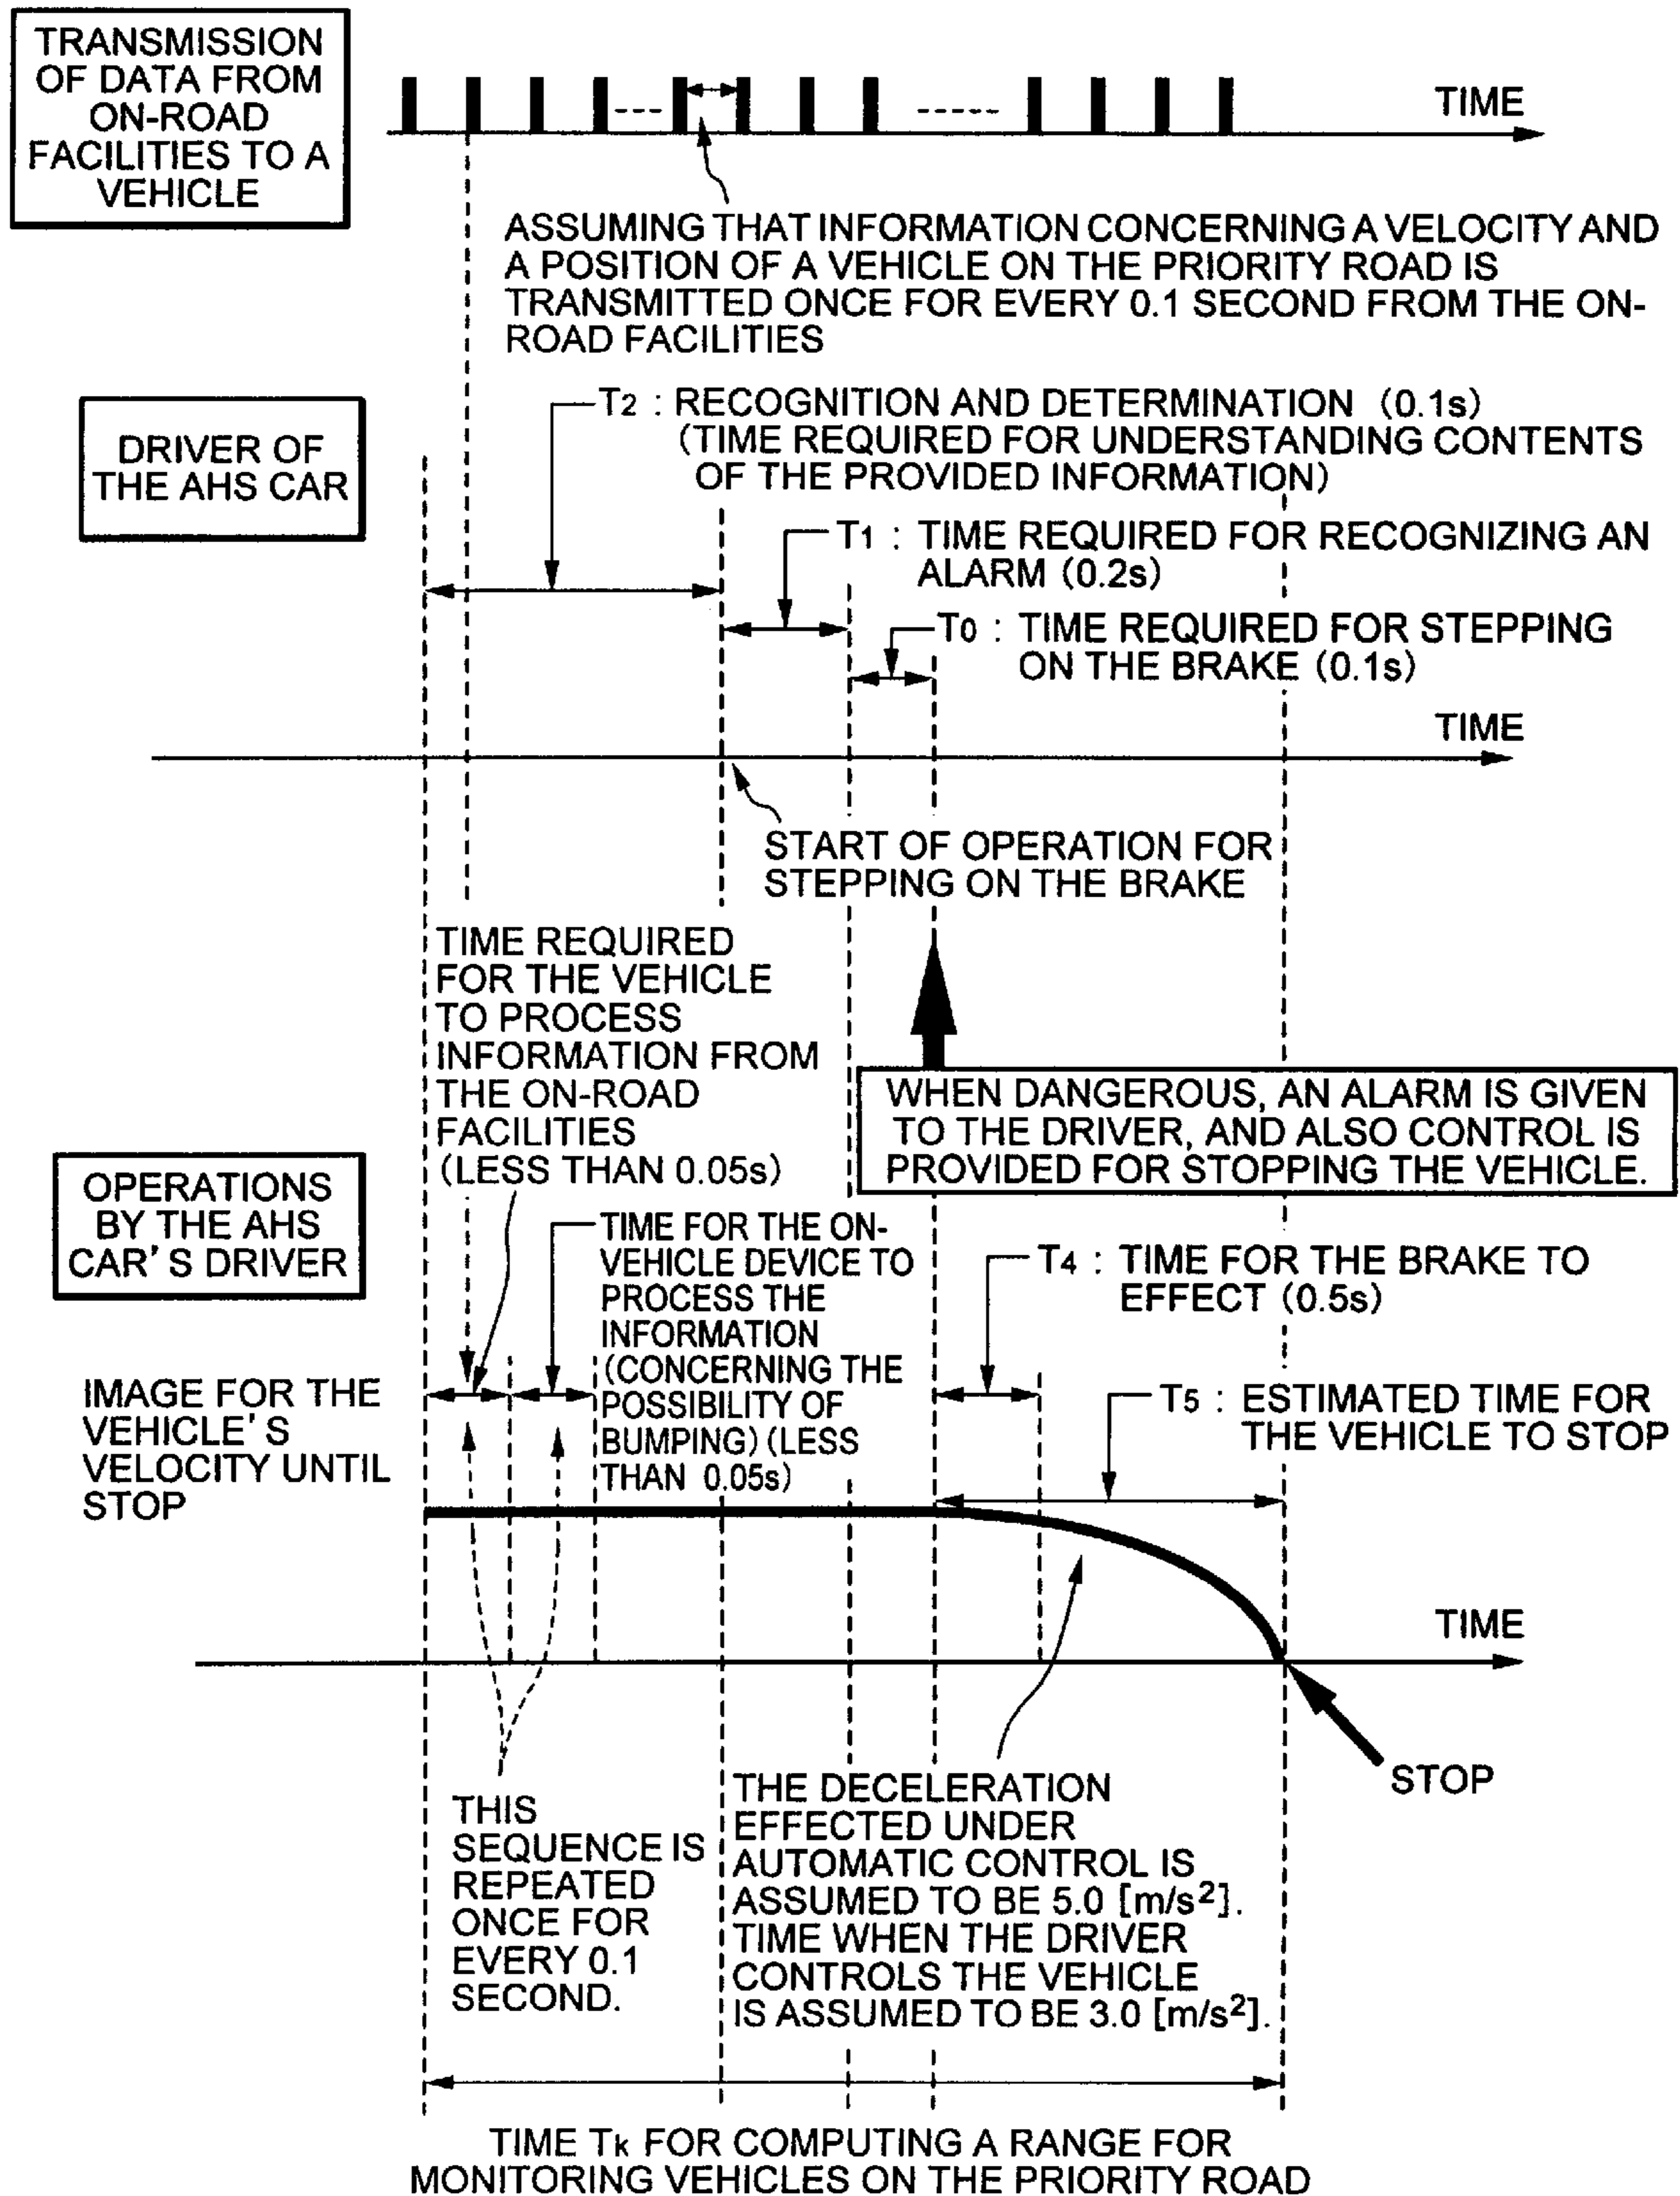 TRANSMISSION
OF DATA FROM
ON-ROAD
FACILITIES TO A
VEHICLE
TIME
ASSUMING THAT INFORMATION CONCERNING A VELOCITY AND
A POSITION OF A VEHICLE ON THE PRIORITY ROAD IS
TRANSMITTED ONCE FOR EVERY 0.1 SECOND FROM THE ON-
ROAD FACILITIES
DRIVER OF
THE AHS CAR
T2 : RECOGNITION AND DETERMINATION (0.1s)
(TIME REQUIRED FOR UNDERSTANDING CONTENTS
OF THE PROVIDED INFORMATION)
T1 : TIME REQUIRED FOR RECOGNIZING AN
ALARM (0.2s)
T0 : TIME REQUIRED FOR STEPPING
ON THE BRAKE (0.1s)
TIME
START OF OPERATION FOR
STEPPING ON THE BRAKE
TIME REQUIRED
FOR THE VEHICLE
TO PROCESS
INFORMATION FROM
THE ON-ROAD
FACILITIES
(LESS THAN 0.05s)
WHEN DANGEROUS, AN ALARM IS GIVEN
TO THE DRIVER, AND ALSO CONTROL IS
PROVIDED FOR STOPPING THE VEHICLE.
OPERATIONS
BY THE AHS
CAR'S DRIVER
TIME FOR THE ON-
VEHICLE DEVICE TO
PROCESS THE
INFORMATION
(CONCERNING THE
POSSIBILITY OF
BUMPING) (LESS
THAN 0.05s)
T4 : TIME FOR THE BRAKE TO
EFFECT (0.5s)
IMAGE FOR THE
VEHICLE'S
VELOCITY UNTIL
STOP
T5 : ESTIMATED TIME FOR
THE VEHICLE TO STOP
TIME
STOP
THIS
SEQUENCE IS
REPEATED
ONCE FOR
EVERY 0.1
SECOND.
THE DECELERATION
EFFECTED UNDER
AUTOMATIC CONTROL IS
ASSUMED TO BE 5.0 [m/s²].
TIME WHEN THE DRIVER
CONTROLS THE VEHICLE
IS ASSUMED TO BE 3.0 [m/s²].
TIME Tk FOR COMPUTING A RANGE FOR
MONITORING VEHICLES ON THE PRIORITY ROAD